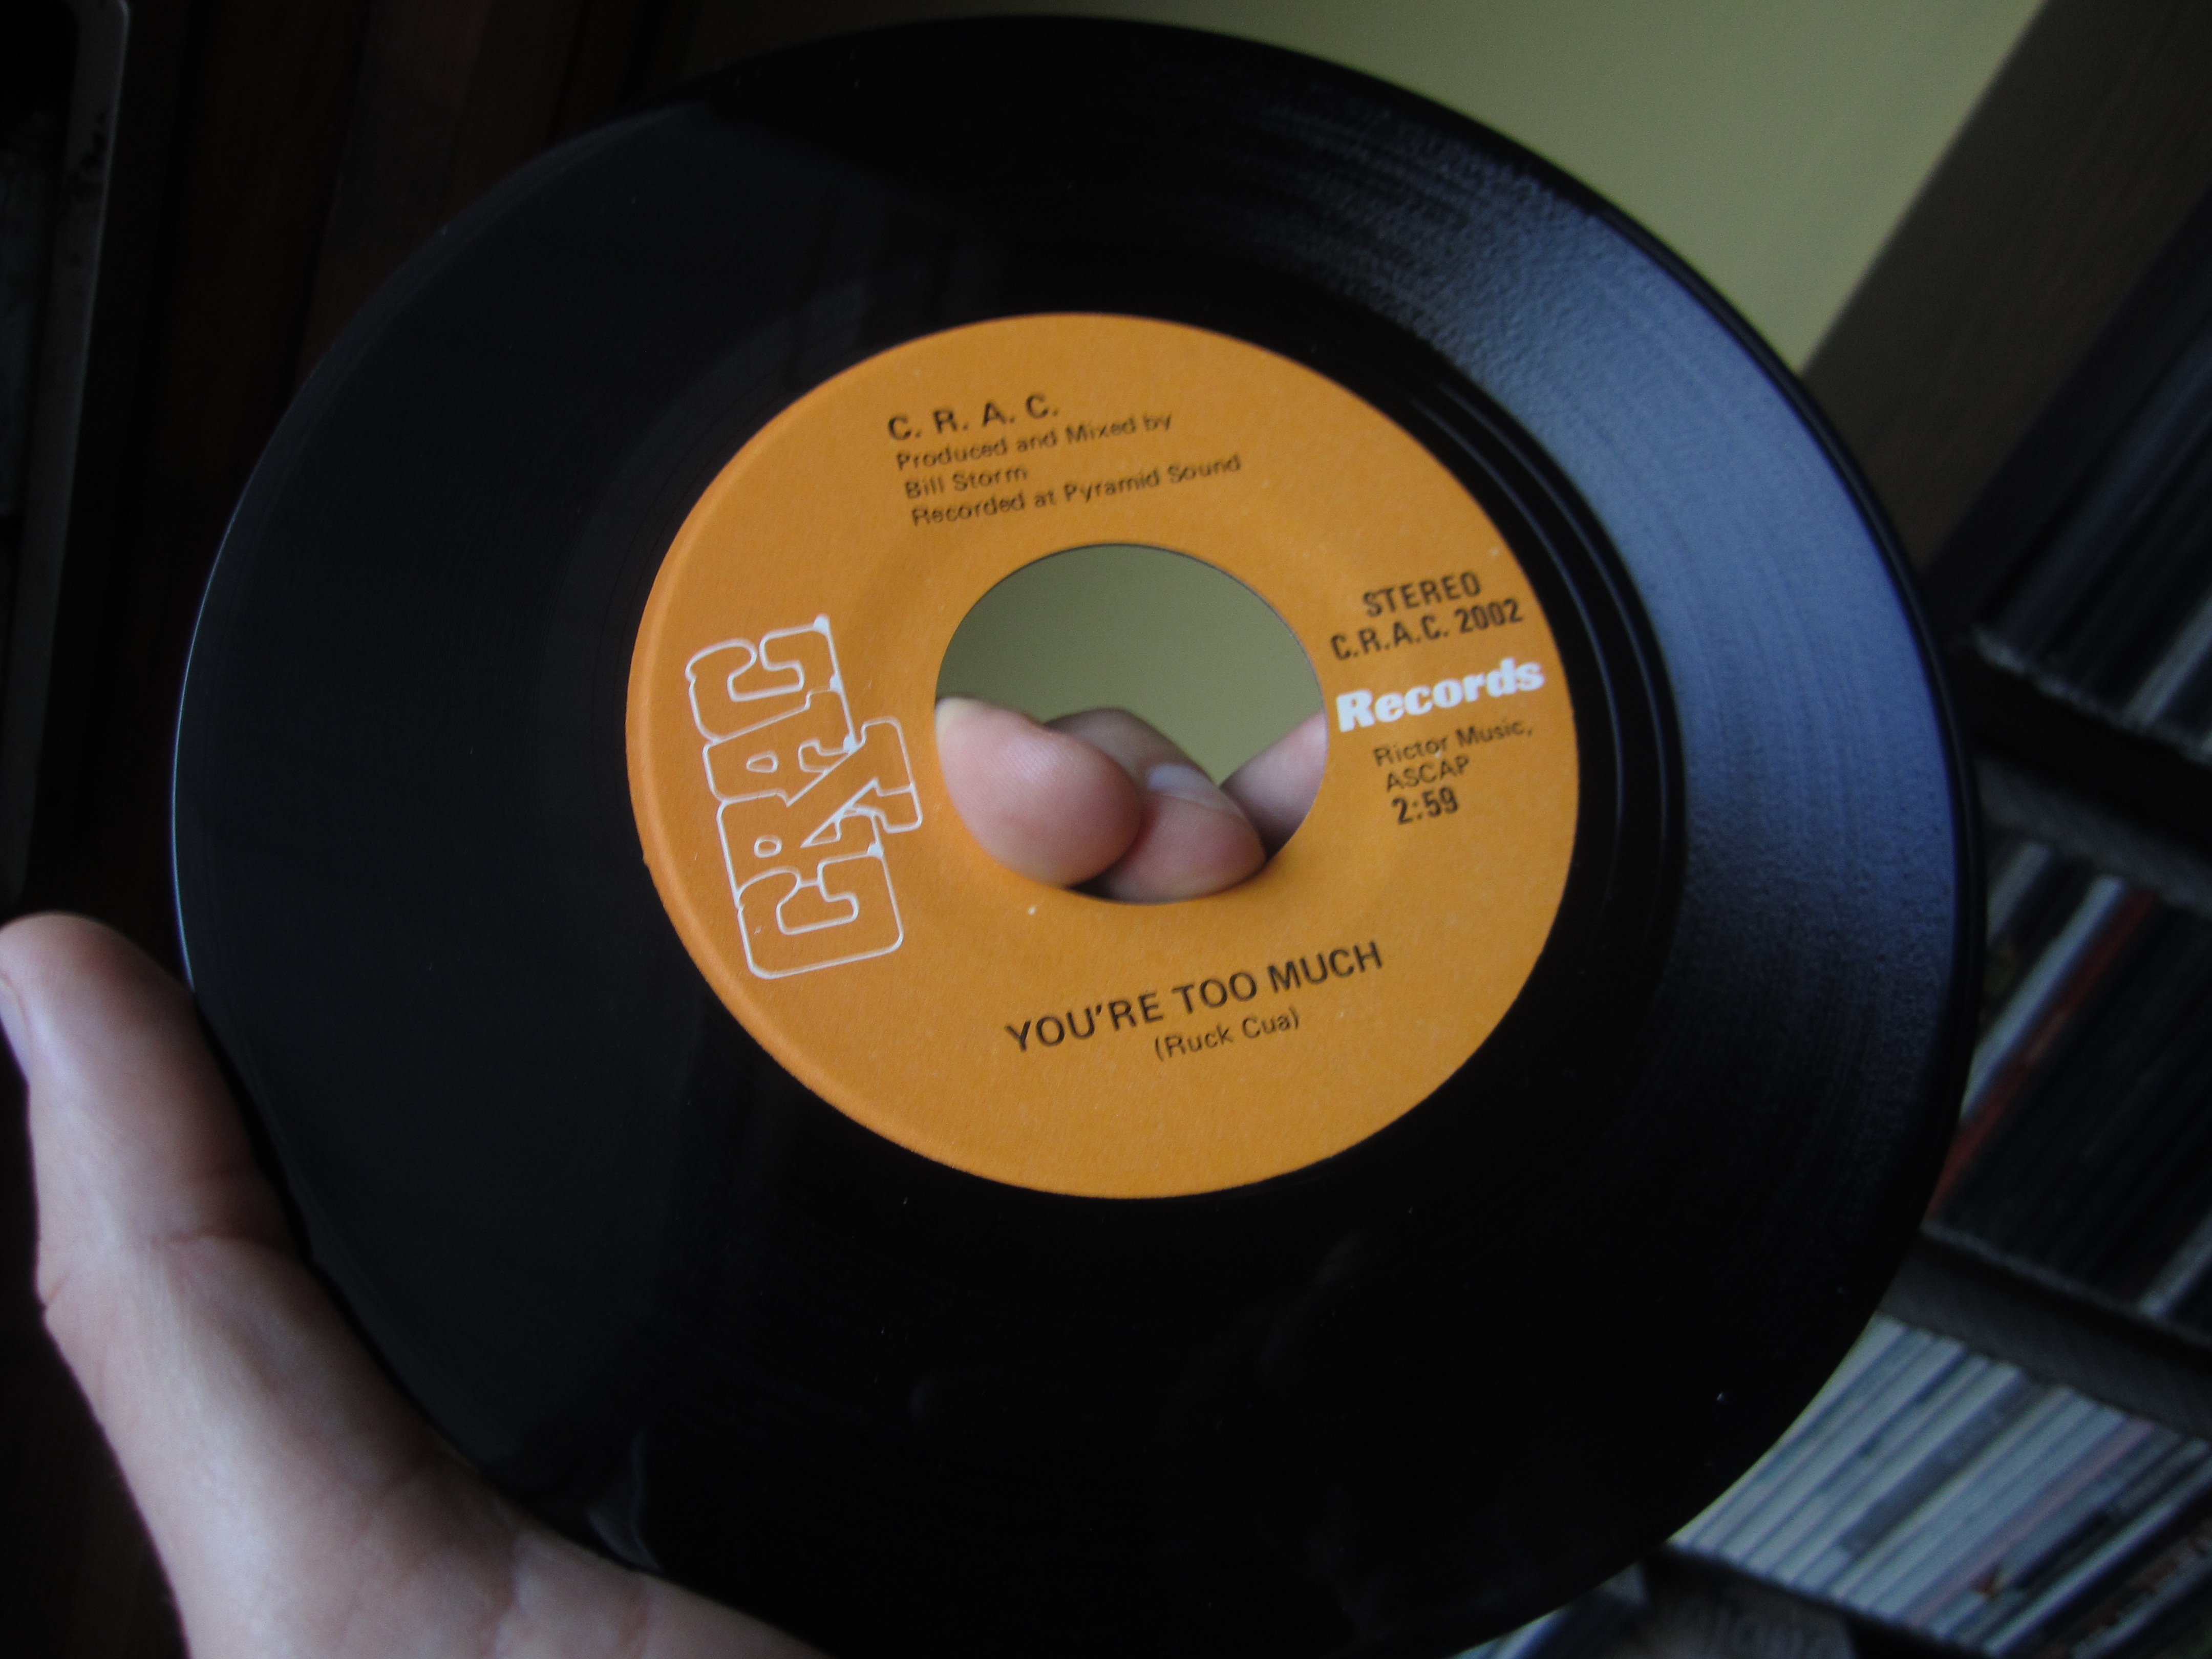 C. R. A. C.
Produced and Mixed by
Bill Storm
Recorded at Pyramid Sound
CRAC
STEREO
C.R.A.C. 2002
Records
Rictor Music,
ASCAP
2:59
YOU'RE TOO MUCH
(Ruck Cua)